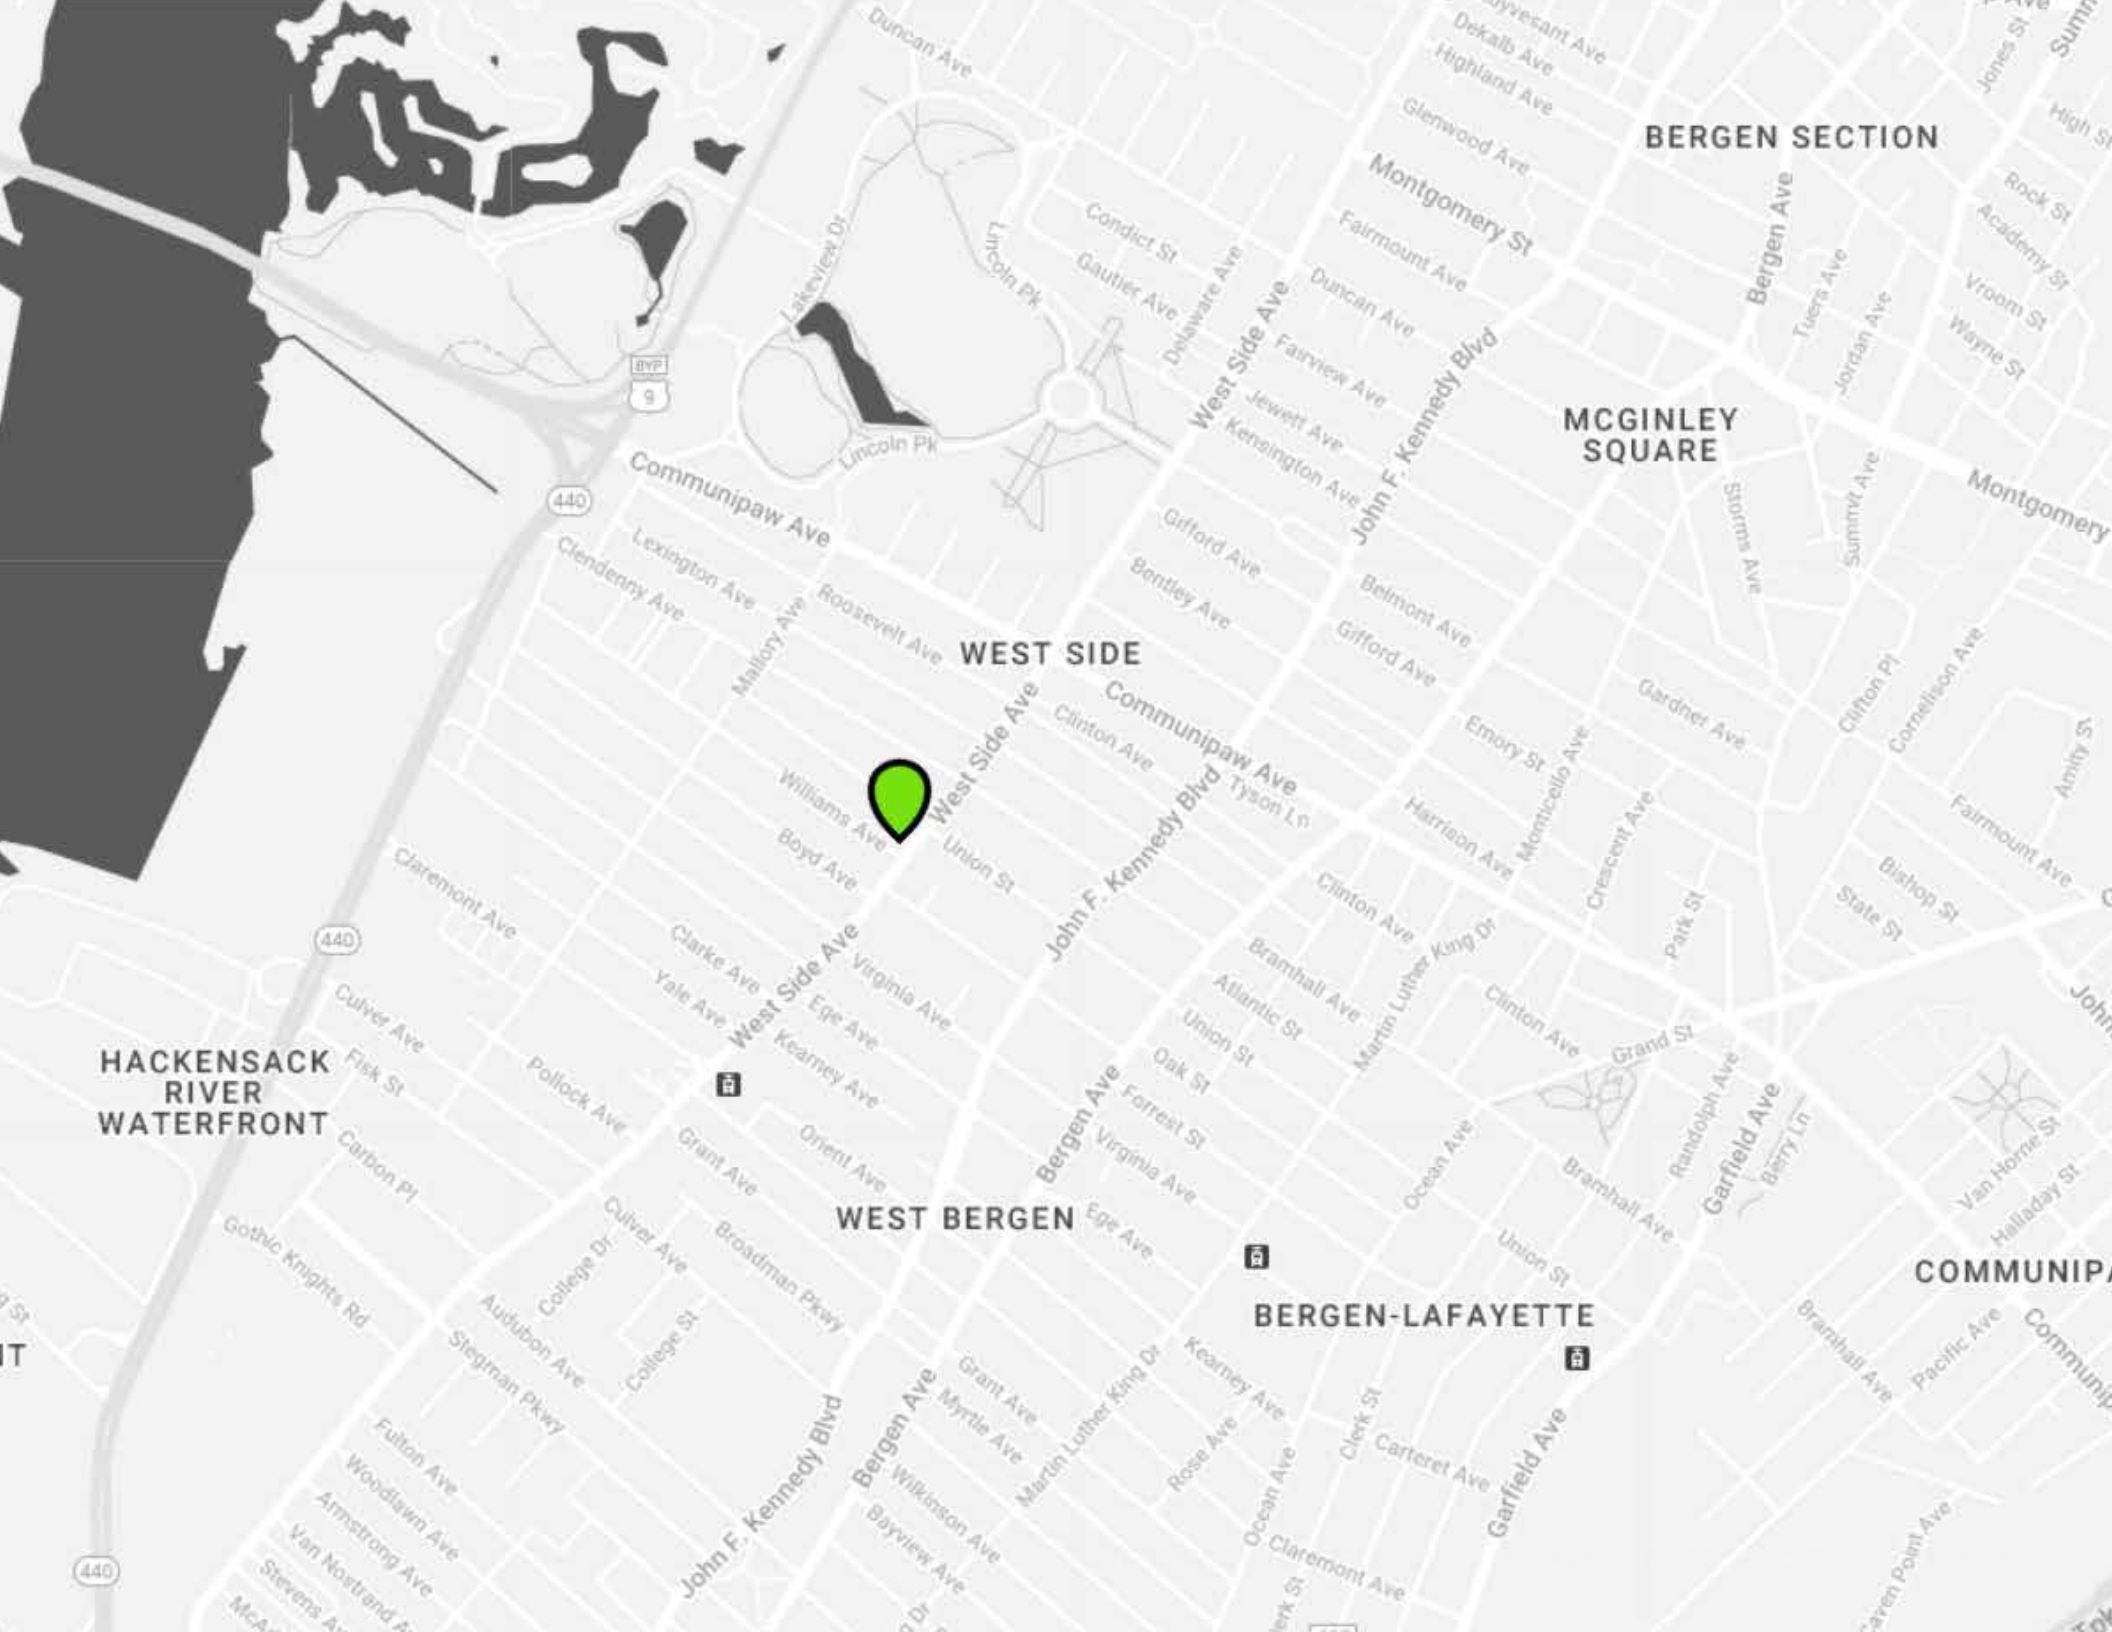 Duncan Ave
Dekalb Ave
Highland Ave
Glenwood Ave
Jones St
High St
BERGEN SECTION
Montgomery St
Bergen Ave
Rock St
Academy St
Condict St
Lakeview Dr
Lincoln Pk
Gautier Ave
Delaware Ave
Fairmount Ave
Tuers Ave
Vroom St
Duncan Ave
West Side Ave
Jordan Ave
Wayne St
BYP
9
Fairview Ave
John F. Kennedy Blvd
Jewett Ave
MCGINLEY
SQUARE
Kensington Ave
Lincoln Pk
Communipaw Ave
440
Storms Ave
Summit Ave
Montgomery
Gifford Ave
Lexington Ave
Clendenny Ave
Bentley Ave
Belmont Ave
Roosevelt Ave
Mallory Ave
WEST SIDE
Gifford Ave
Gardner Ave
Clifton Pl
Cornelison Ave
Communipaw Ave
Clinton Ave
West Side Ave
Emory St
Monticello Ave
Amity St
Tyson Ln
Williams Ave
Boyd Ave
Union St
John F. Kennedy Blvd
Harrison Ave
Crescent Ave
Fairmount Ave
Bishop St
State St
Claremont Ave
Clinton Ave
Park St
440
Clarke Ave
West Side Ave
Virginia Ave
Bramhall Ave
Martin Luther King Dr
Yale Ave
Ege Ave
Atlantic St
Clinton Ave
Culver Ave
Union St
Grand St
HACKENSACK
RIVER
WATERFRONT
Fisk St
Pollock Ave
Kearney Ave
Oak St
Bergen Ave
Forrest St
Randolph Ave
Garfield Ave
Berry Ln
Carbon Pl
Grant Ave
Orient Ave
Virginia Ave
Ocean Ave
Bramhall Ave
Van Horne St
Halladay St
WEST BERGEN
Ege Ave
Gothic Knights Rd
Culver Ave
College Dr
Broadman Pkwy
Union St
COMMUNIPA
BERGEN-LAFAYETTE
Audubon Ave
Stegman Pkwy
College St
Kearney Ave
Bramhall Ave
Pacific Ave
Communip
Grant Ave
Myrtle Ave
Martin Luther King Dr
Bergen Ave
John F. Kennedy Blvd
Fulton Ave
Woodlawn Ave
Rose Ave
Clerk St
Carteret Ave
Garfield Ave
Armstrong Ave
Wilkinson Ave
Ocean Ave
Van Nostrand A
Bayview Ave
Claremont Ave
Stevens Av
440